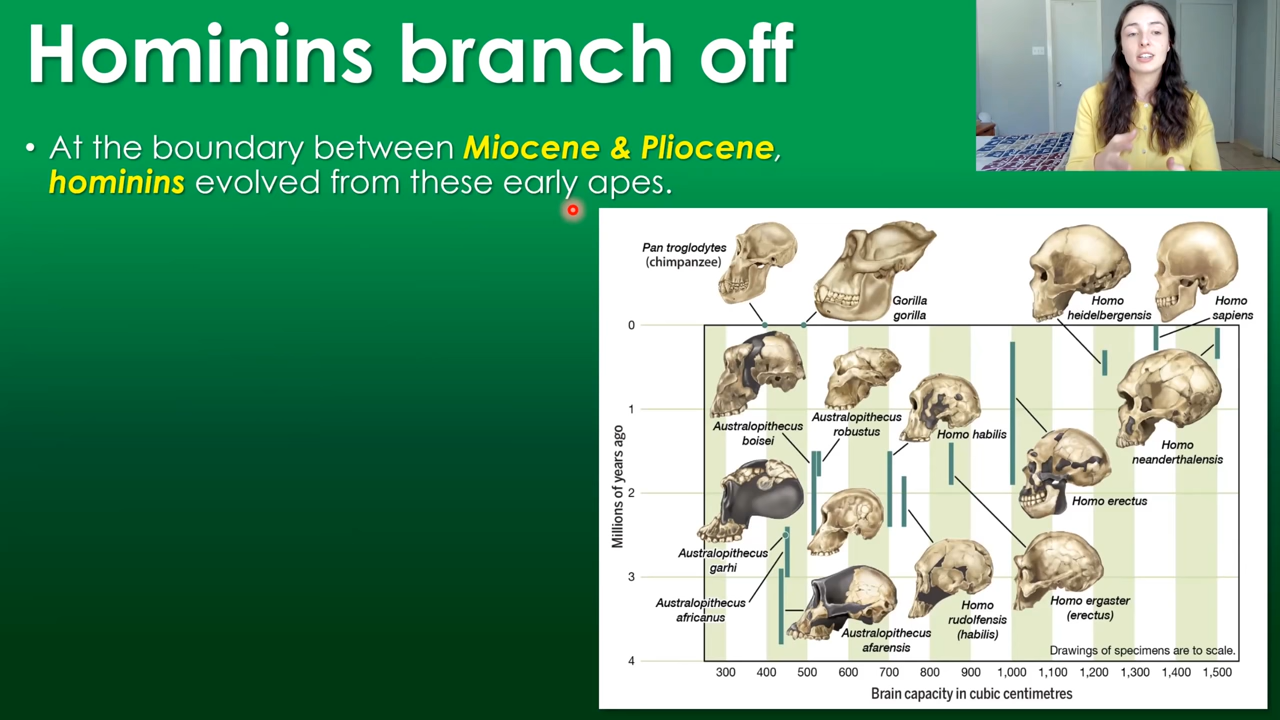 Hominins branch off
• At the boundary between Miocene & Pliocene,
hominins evolved from these early apes.
Pan troglodytes
(chimpanzee)
Gorilla
gorilla
Homo
heidelbergensis
Homo
sapiens
Australopithecus
boisei
Australopithecus
robustus
Homo habilis
Homo
neanderthalensis
Homo erectus
Australopithecus
garhi
Australopithecus
africanus
Australopithecus
afarensis
Homo
rudolfensis
(habilis)
Homo ergaster
(erectus)
Drawings of specimens are to scale.
Millions of years ago
0
1
2
3
4
300 400 500 600 700 800 900 1,000 1,100 1,200 1,300 1,400 1,500
Brain capacity in cubic centimetres